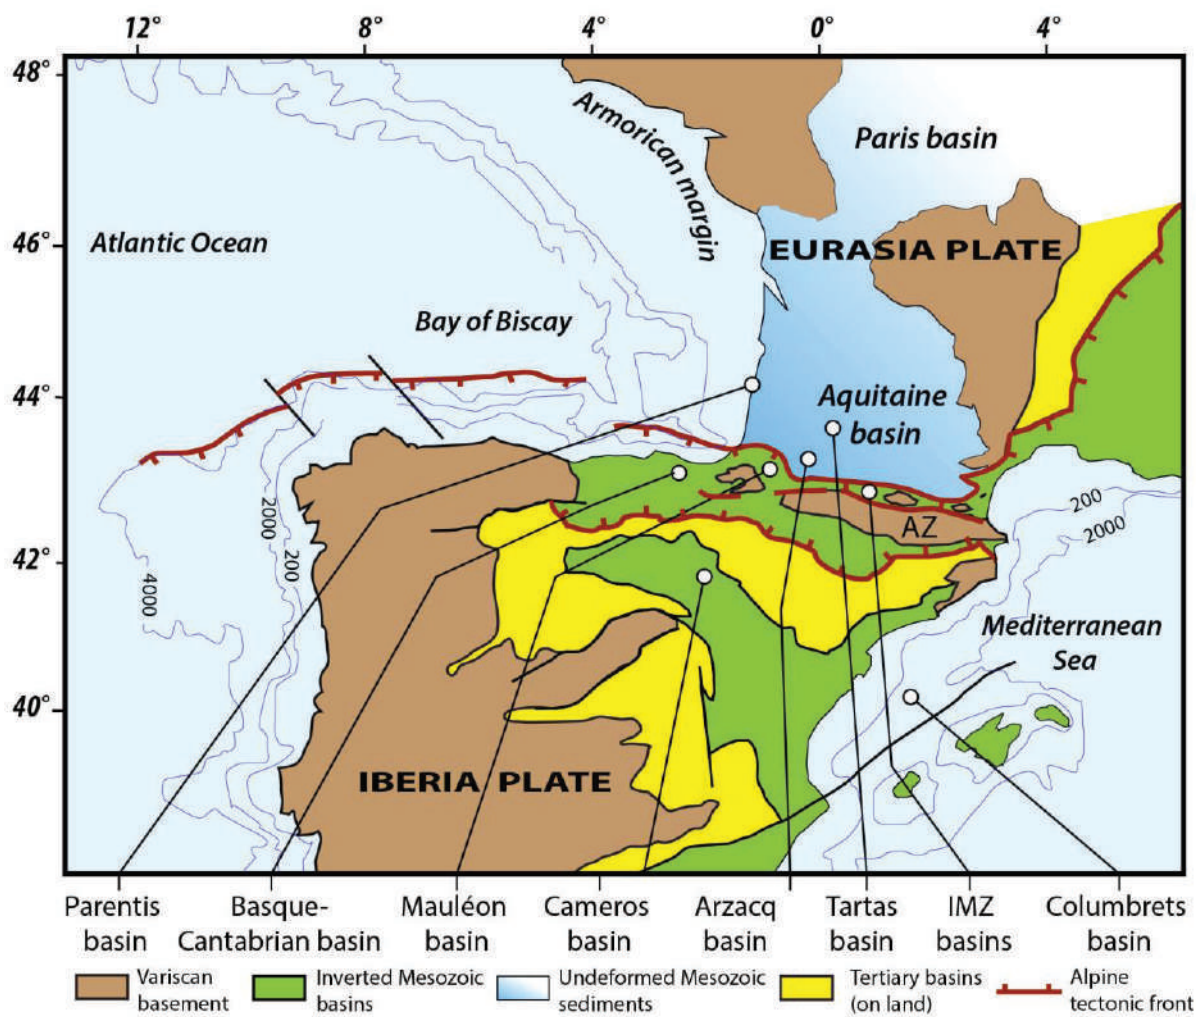 12° 8° 4° 0° 4°
48°
46°
44°
42°
40°
Armorican margin
Paris basin
Atlantic Ocean
EURASIA PLATE
Bay of Biscay
Aquitaine
basin
AZ
200
2000
2000
200
4000
Mediterranean
Sea
IBERIA PLATE
Parentis
basin
Basque-
Cantabrian basin
Mauléon
basin
Cameros
basin
Arzacq
basin
Tartas
basin
IMZ
basins
Columbrets
basin
Variscan
basement
Inverted Mesozoic
basins
Undeformed Mesozoic
sediments
Tertiary basins
(on land)
Alpine
tectonic front